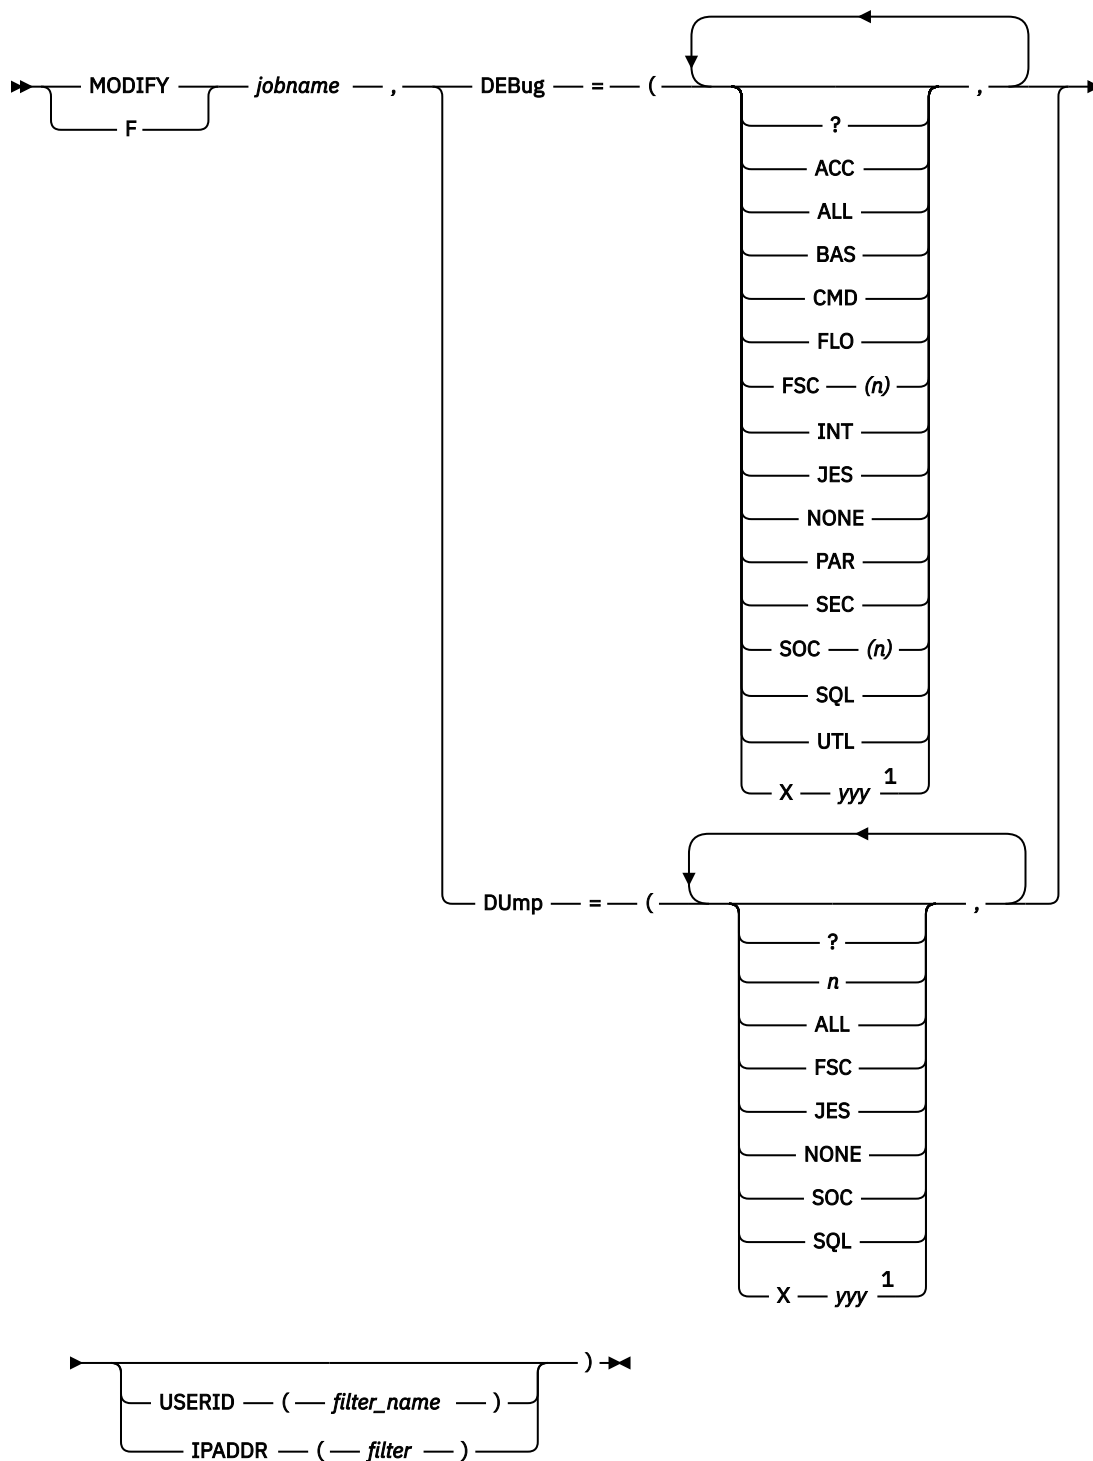 MODIFY jobname , DEBug = ( ,
F
?
ACC
ALL
BAS
CMD
FLO
FSC (n)
INT
JES
NONE
PAR
SEC
SOC (n)
SQL
UTL
X yyy 1
DUmp = ( ,
?
n
ALL
FSC
JES
NONE
SOC
SQL
X yyy 1
)
USERID ( filter_name )
IPADDR ( filter )